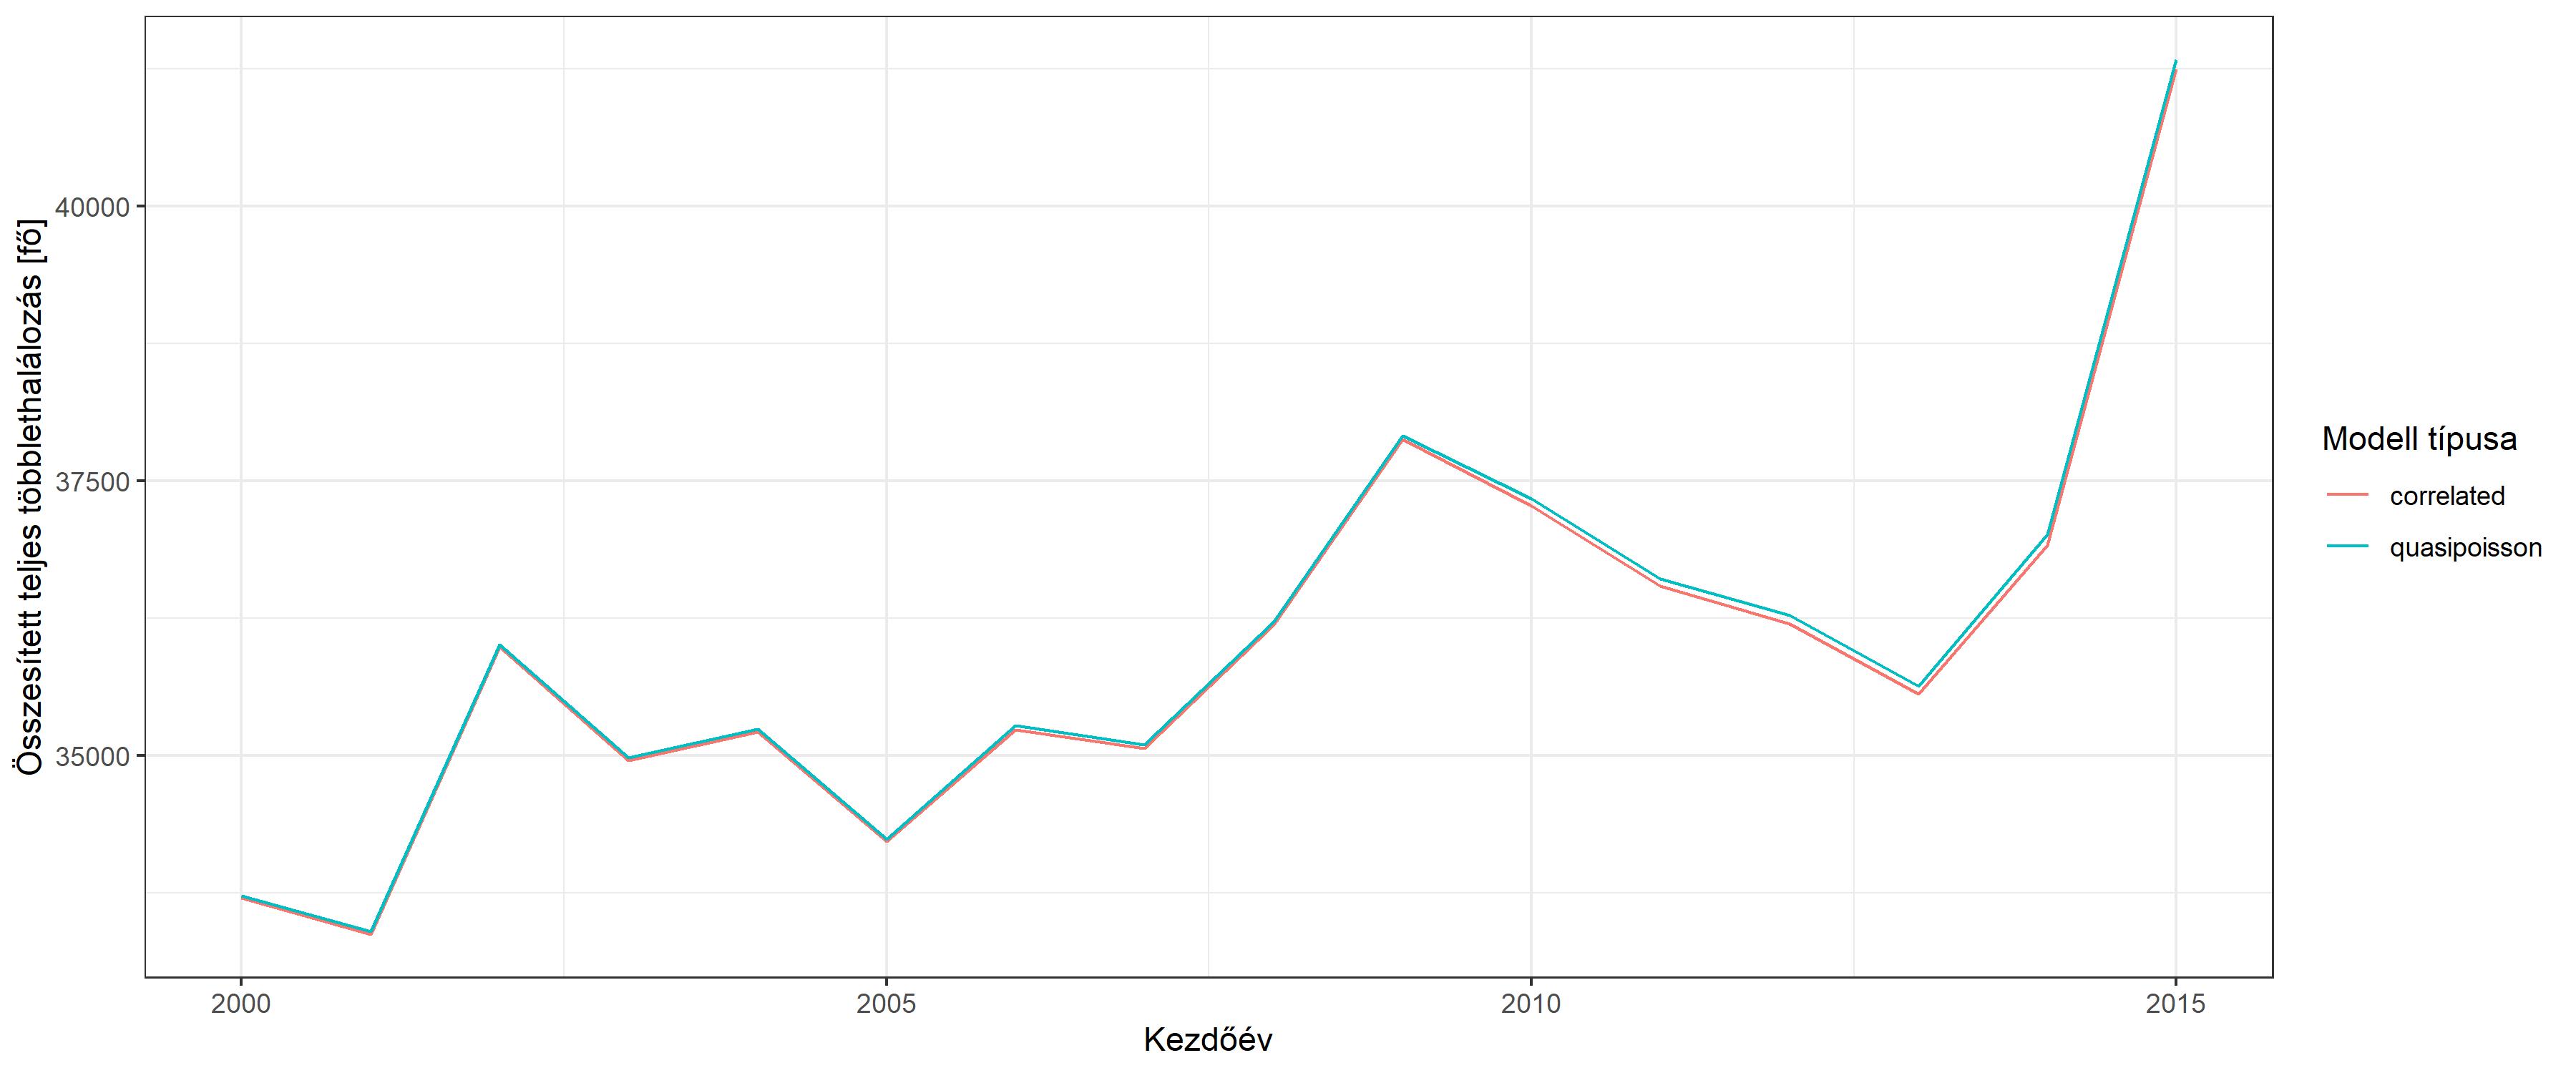 Összesített teljes többlethalálozás [fő]
40000
37500
35000
2000
2005
2010
2015
Kezdőév
Modell típusa
correlated
quasipoisson